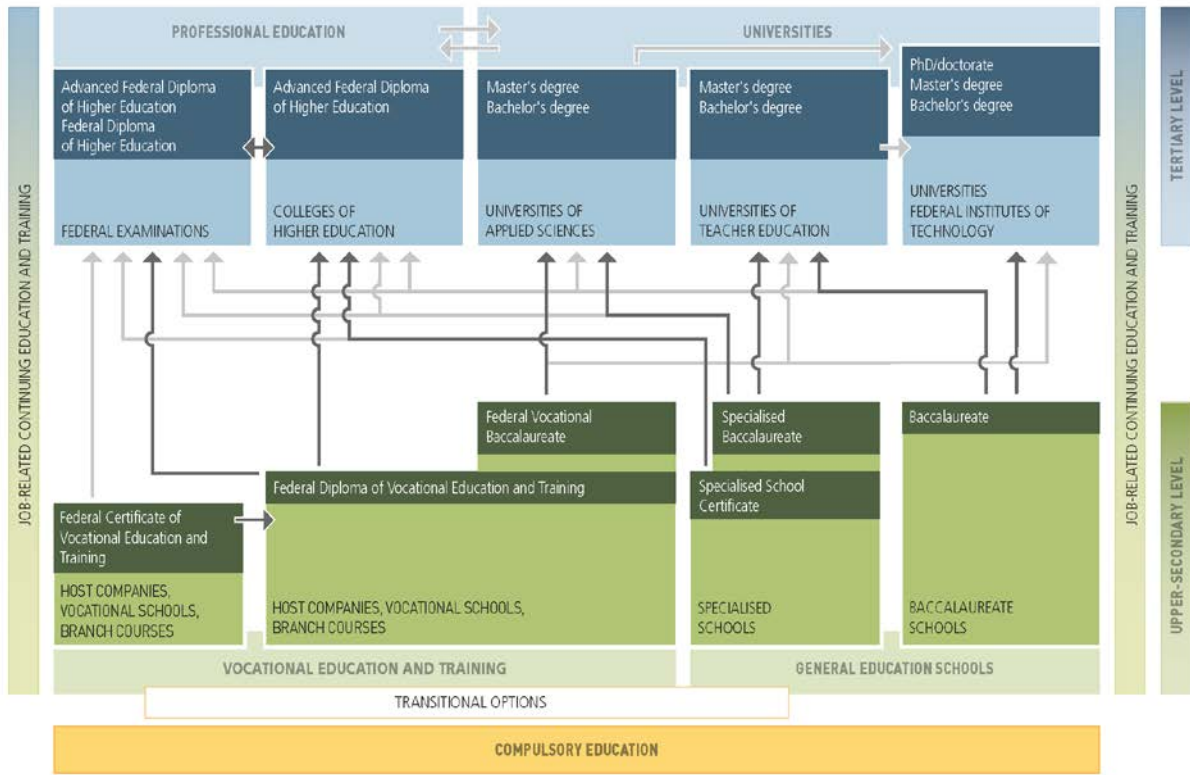 PROFESSIONAL EDUCATION
UNIVERSITIES
Advanced Federal Diploma
of Higher Education
Federal Diploma
of Higher Education
FEDERAL EXAMINATIONS
Advanced Federal Diploma
of Higher Education
COLLEGES OF
HIGHER EDUCATION
Master's degree
Bachelor's degree
UNIVERSITIES OF
APPLIED SCIENCES
Master's degree
Bachelor's degree
UNIVERSITIES OF
TEACHER EDUCATION
PhD/doctorate
Master's degree
Bachelor's degree
UNIVERSITIES
FEDERAL INSTITUTES OF
TECHNOLOGY
JOB-RELATED CONTINUING EDUCATION AND TRAINING
JOB-RELATED CONTINUING EDUCATION AND TRAINING
TERTIARY LEVEL
UPPER-SECONDARY LEVEL
Federal Vocational
Baccalaureate
Specialised
Baccalaureate
Baccalaureate
Federal Diploma of Vocational Education and Training
Specialised School
Certificate
Federal Certificate of
Vocational Education and
Training
HOST COMPANIES,
VOCATIONAL SCHOOLS,
BRANCH COURSES
HOST COMPANIES, VOCATIONAL SCHOOLS,
BRANCH COURSES
SPECIALISED
SCHOOLS
BACCALAUREATE
SCHOOLS
VOCATIONAL EDUCATION AND TRAINING
GENERAL EDUCATION SCHOOLS
TRANSITIONAL OPTIONS
COMPULSORY EDUCATION